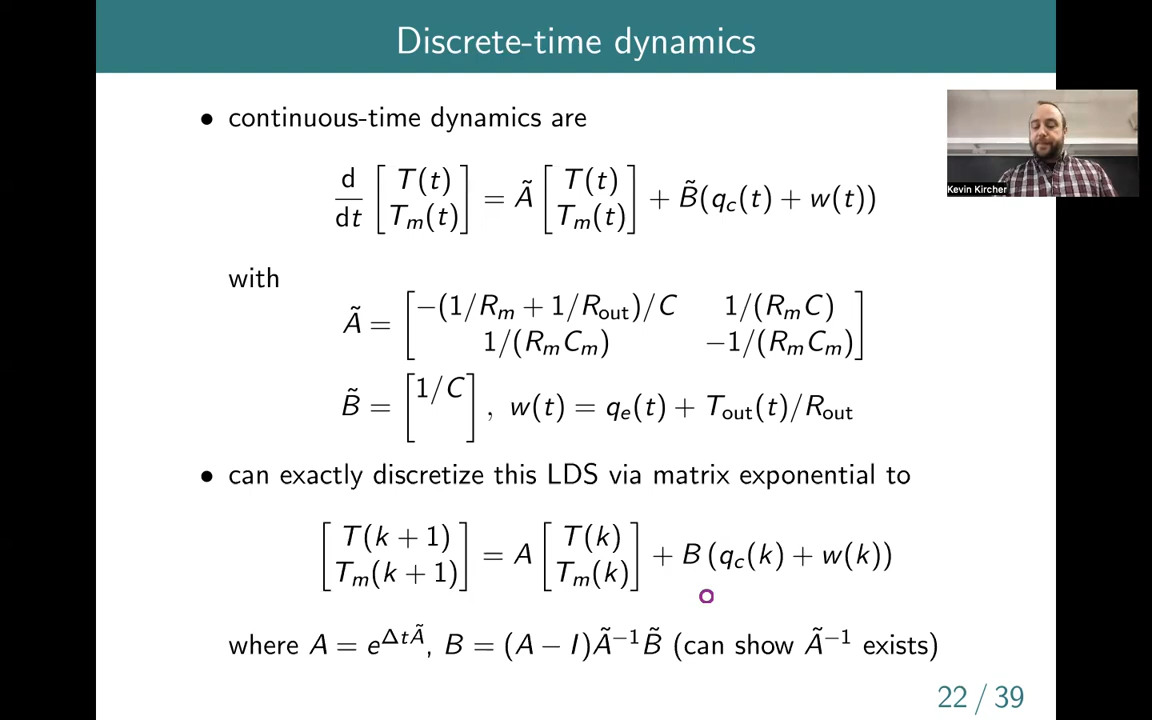 Discrete-time dynamics
• continuous-time dynamics are
d/dt [T(t); T_m(t)] = Ã [T(t); T_m(t)] + B̃(q_c(t) + w(t))
with
Ã = [−(1/R_m + 1/R_out)/C  1/(R_m C); 1/(R_m C_m)  −1/(R_m C_m)]
B̃ = [1/C; ], w(t) = q_e(t) + T_out(t)/R_out
• can exactly discretize this LDS via matrix exponential to
[T(k + 1); T_m(k + 1)] = A [T(k); T_m(k)] + B (q_c(k) + w(k))
where A = e^{ΔtÃ}, B = (A − I)Ã⁻¹B̃ (can show Ã⁻¹ exists)
22 / 39
Kevin Kircher